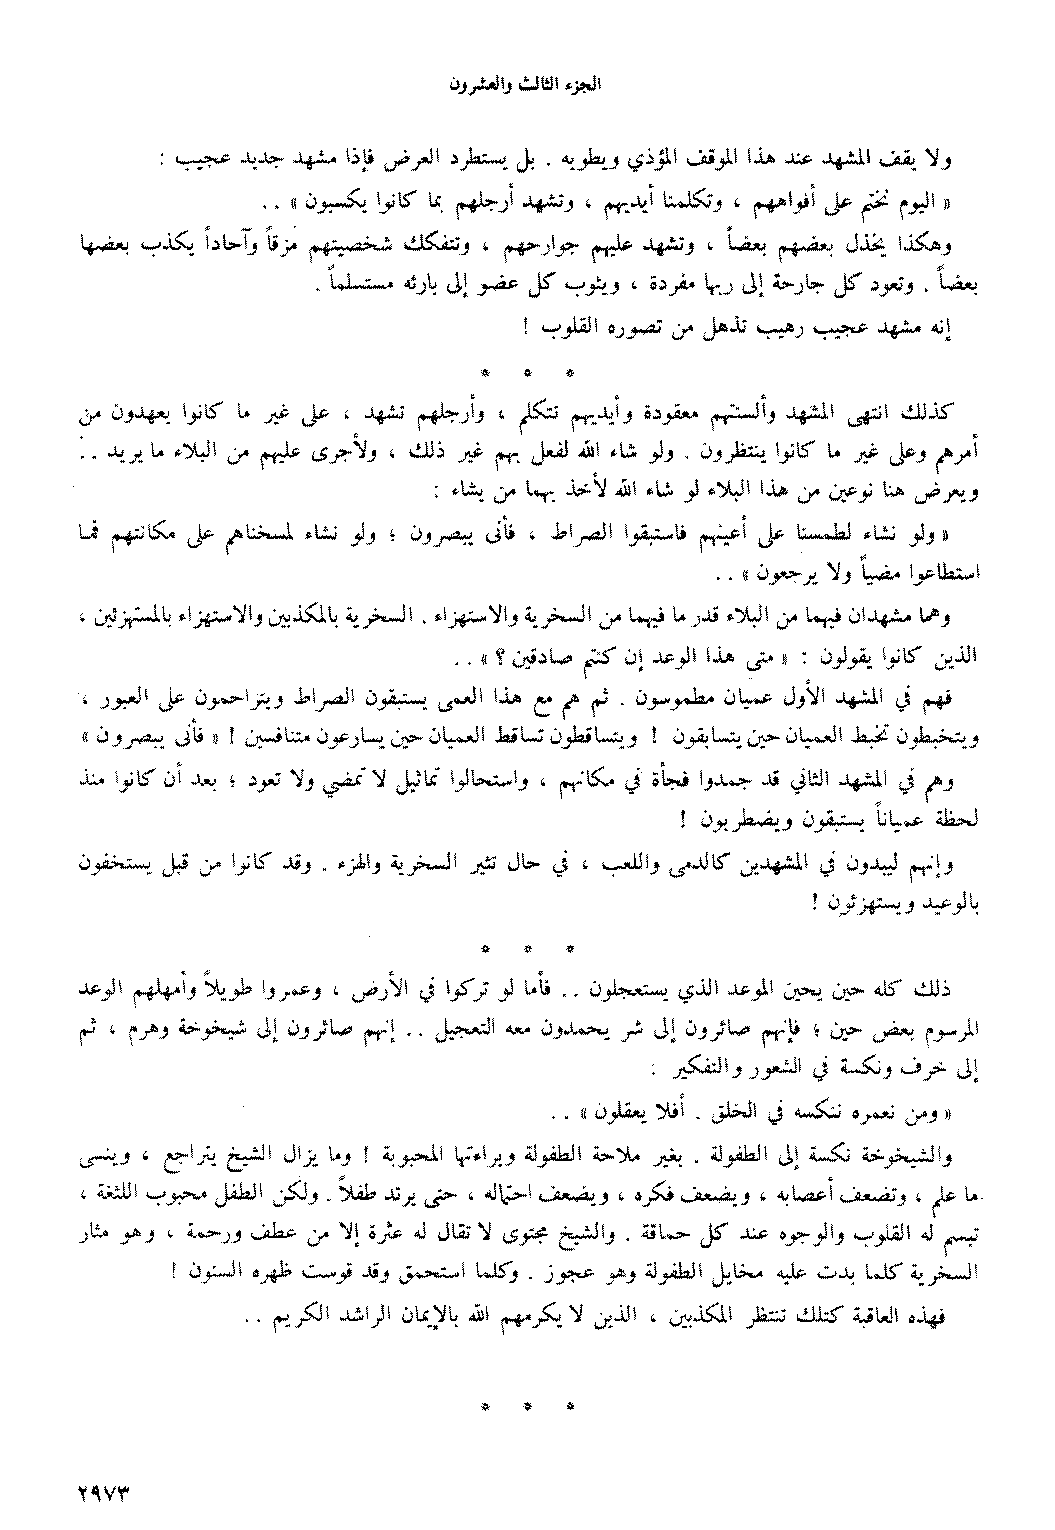 الجزء الثالث والعشرون
ولا يقف المشهد عند هذا الموقف المؤذي ويطويه . بل يستطرد العرض فإذا مشهد جديد عجيب :
« اليوم نختم على أفواههم ، وتكلمنا أيديهم ، وتشهد أرجلهم بما كانوا يكسبون » . .
وهكذا يخذل بعضهم بعضاً ، وتشهد عليهم جوارحهم ، وتتفكك شخصيتهم مزقاً وآحاداً يكذب بعضها
بعضاً . وتعود كل جارحة إلى ربها مفردة ، ويثوب كل عضو إلى بارئه مستسلماً .
إنه مشهد عجيب رهيب تذهل من تصوره القلوب !
* * *
كذلك انتهى المشهد وألسنتهم معقودة وأيديهم تتكلم ، وأرجلهم تشهد ، على غير ما كانوا يعهدون من
أمرهم وعلى غير ما كانوا ينتظرون . ولو شاء الله لفعل بهم غير ذلك ، ولأجرى عليهم من البلاء ما يريد . .
ويعرض هنا نوعين من هذا البلاء لو شاء الله لأخذ بهما من يشاء :
« ولو نشاء لطمسنا على أعينهم فاستبقوا الصراط ، فأنى يبصرون ؛ ولو نشاء لمسخناهم على مكانتهم فما
استطاعوا مضياً ولا يرجعون » . .
وهما مشهدان فيهما من البلاء قدر ما فيهما من السخرية والاستهزاء . السخرية بالمكذبين والاستهزاء بالمستهزئين ،
الذين كانوا يقولون : « متى هذا الوعد إن كنتم صادقين ؟ » . .
فهم في المشهد الأول عميان مطموسون . ثم هم مع هذا العمى يستبقون الصراط ويتزاحمون على العبور ،
ويتخبطون تخبط العميان حين يتسابقون ! ويتساقطون تساقط العميان حين يسارعون متنافسين ! « فأنى يبصرون »
وهم في المشهد الثاني قد جمدوا فجأة في مكانهم ، واستحالوا تماثيل لا تمضي ولا تعود ؛ بعد أن كانوا منذ
لحظة عمياناً يستبقون ويضطربون !
وإنهم ليبدون في المشهدين كالدمى واللعب ، في حال تثير السخرية والهزء . وقد كانوا من قبل يستخفون
بالوعيد ويستهزئون !
* * *
ذلك كله حين يحين الموعد الذي يستعجلون . . فأما لو تركوا في الأرض ، وعمروا طويلاً وأمهلهم الوعد
المرسوم بعض حين ؛ فإنهم صائرون إلى شر يحمدون معه التعجيل . . إنهم صائرون إلى شيخوخة وهرم ، ثم
إلى خرف ونكسة في الشعور والتفكير :
« ومن نعمره ننكسه في الخلق . أفلا يعقلون » . .
والشيخوخة نكسة إلى الطفولة . بغير ملاحة الطفولة وبراءتها المحبوبة ! وما يزال الشيخ يتراجع ، وينسى
ما علم ، وتضعف أعصابه ، ويضعف فكره ، ويضعف احتماله ، حتى يرتد طفلاً . ولكن الطفل محبوب اللثغة ،
تبسم له القلوب والوجوه عند كل حماقة . والشيخ مجتوى لا تقال له عثرة إلا من عطف ورحمة ، وهو مثار
السخرية كلما بدت عليه مخايل الطفولة وهو عجوز . وكلما استحمق وقد قوست ظهره السنون !
فهذه العاقبة كتلك تنتظر المكذبين ، الذين لا يكرمهم الله بالإيمان الراشد الكريم . .
* * *
٢٩٧٣